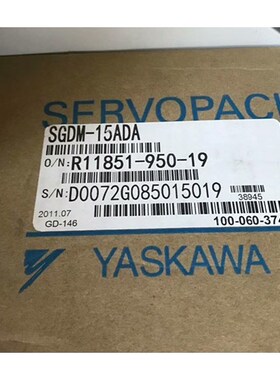 SERVOPACK
SGDM-15ADA
O/N: R11851-950-19
S/N: D0072G085015019
38945
2011.07
GD-146
100-060-374
YASKAWA